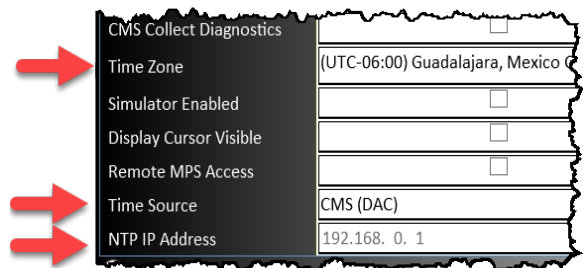 CMS Collect Diagnostics
Time Zone (UTC-06:00) Guadalajara, Mexico
Simulator Enabled
Display Cursor Visible
Remote MPS Access
Time Source CMS (DAC)
NTP IP Address 192.168. 0. 1